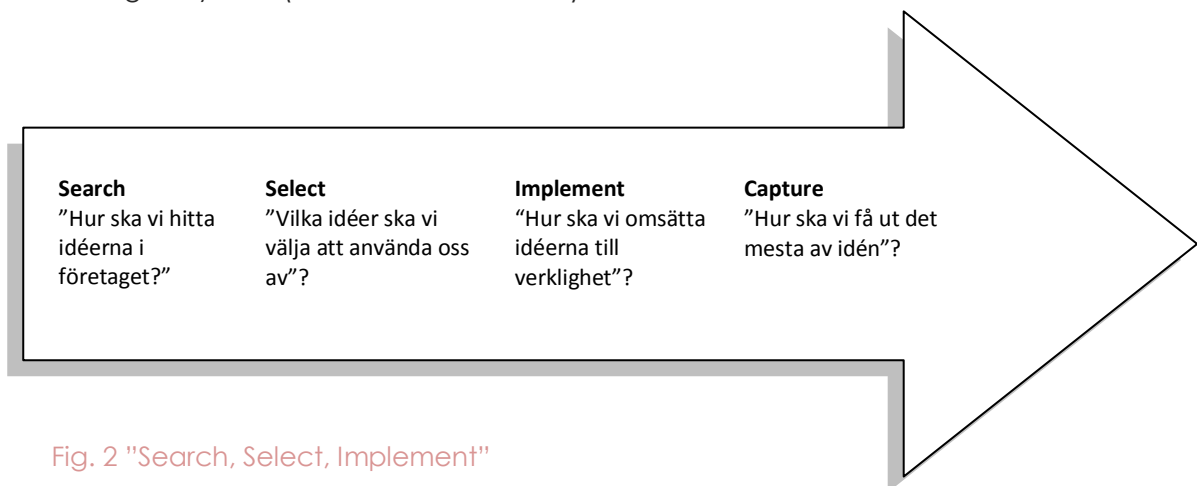 Search
”Hur ska vi hitta
idéerna i
företaget?”
Select
”Vilka idéer ska vi
välja att använda oss
av”?
Implement
“Hur ska vi omsätta
idéerna till
verklighet”?
Capture
”Hur ska vi få ut det
mesta av idén”?
Fig. 2 ”Search, Select, Implement”